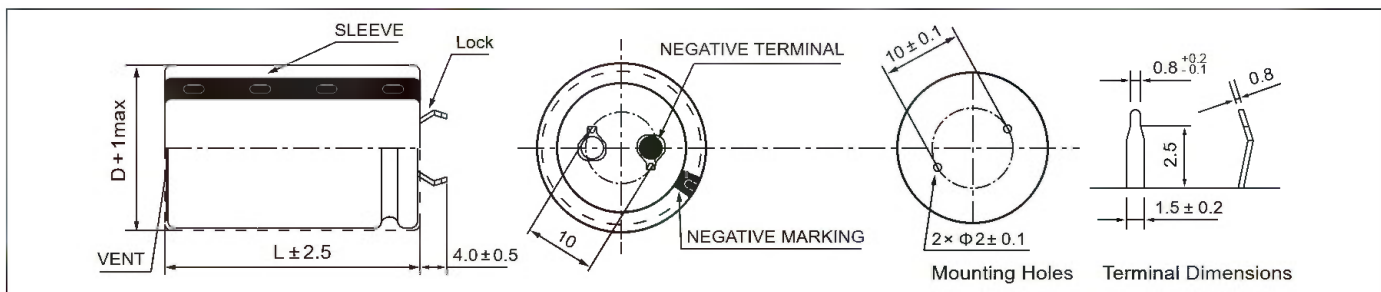 SLEEVE
Lock
D + 1max
VENT
L ± 2.5
4.0 ± 0.5
NEGATIVE TERMINAL
10
NEGATIVE MARKING
10 ± 0.1
2× Φ2 ± 0.1
Mounting Holes
0.8 +0.2 -0.1
0.8
2.5
1.5 ± 0.2
Terminal Dimensions